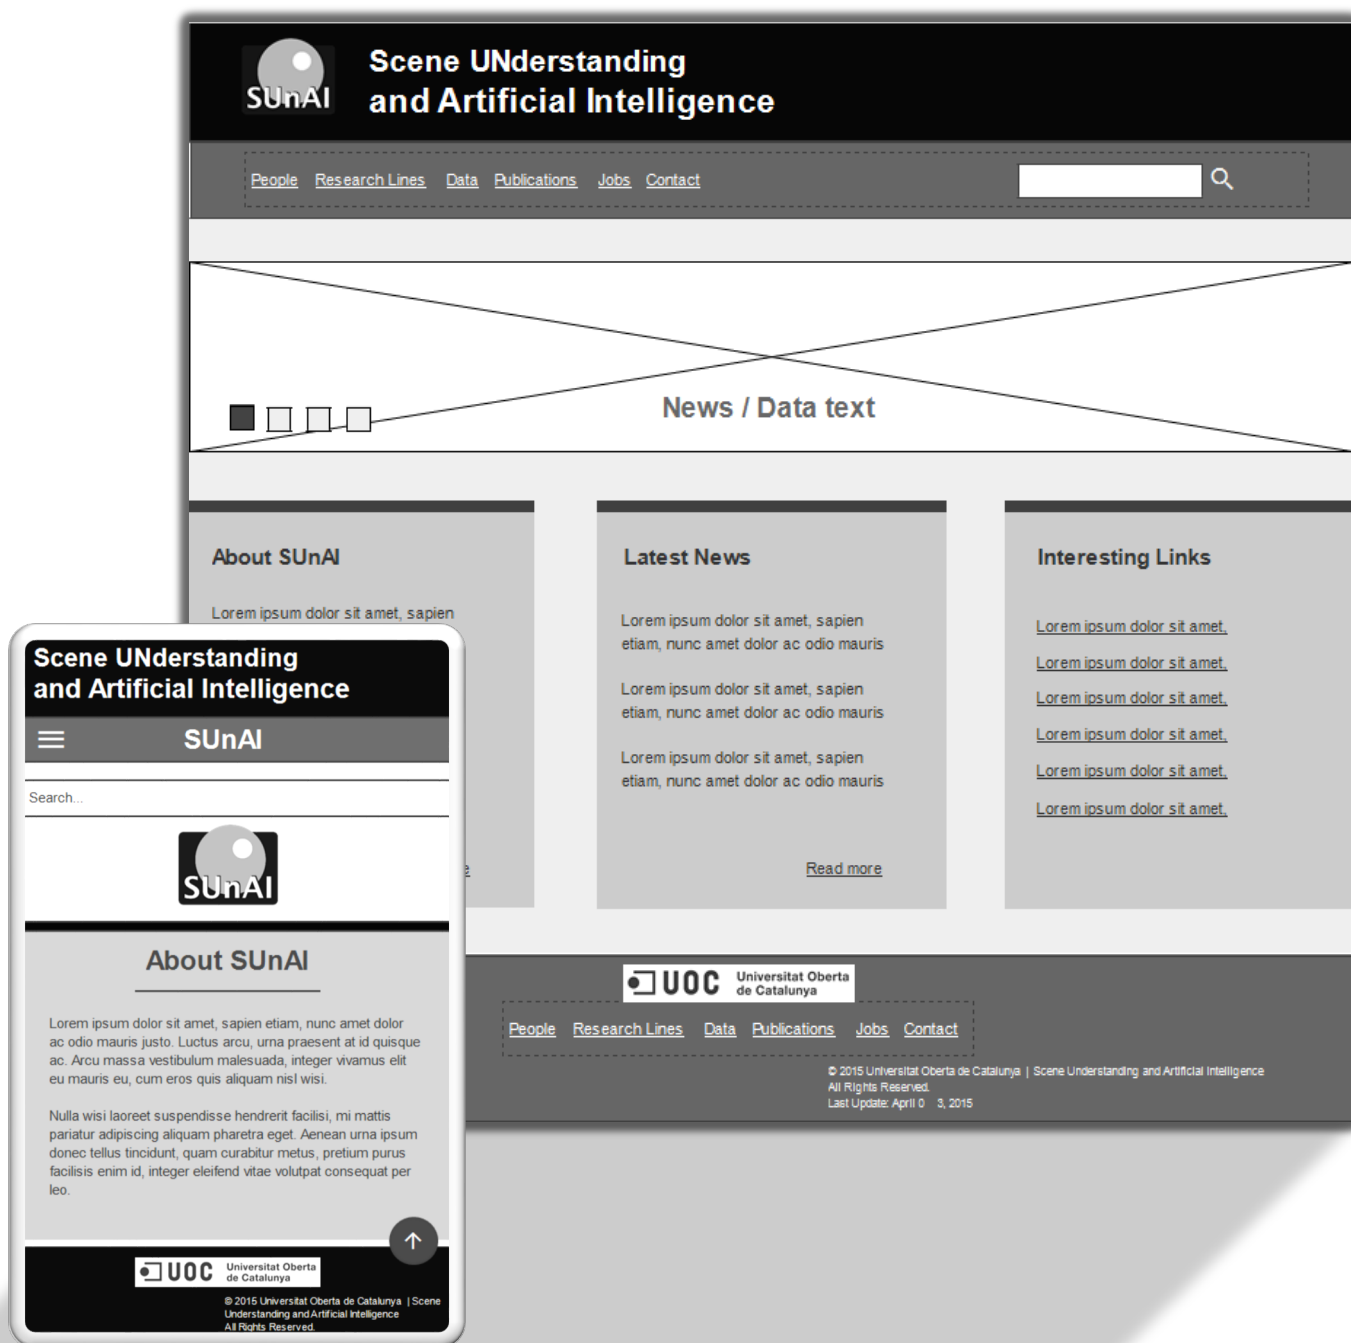 SUnAI
Scene UNderstanding
and Artificial Intelligence
People Research Lines Data Publications Jobs Contact
News / Data text
About SUnAI
Lorem ipsum dolor sit amet, sapien
Latest News
Lorem ipsum dolor sit amet, sapien
etiam, nunc amet dolor ac odio mauris
Lorem ipsum dolor sit amet, sapien
etiam, nunc amet dolor ac odio mauris
Lorem ipsum dolor sit amet, sapien
etiam, nunc amet dolor ac odio mauris
Read more
Interesting Links
Lorem ipsum dolor sit amet,
Lorem ipsum dolor sit amet,
Lorem ipsum dolor sit amet,
Lorem ipsum dolor sit amet,
Lorem ipsum dolor sit amet,
Lorem ipsum dolor sit amet,
UOC Universitat Oberta
de Catalunya
People Research Lines Data Publications Jobs Contact
© 2015 Universitat Oberta de Catalunya | Scene Understanding and Artificial Intelligence
All Rights Reserved.
Last Update: April 0 3, 2015
Scene UNderstanding
and Artificial Intelligence
SUnAI
Search...
SUnAI
About SUnAI
Lorem ipsum dolor sit amet, sapien etiam, nunc amet dolor
ac odio mauris justo. Luctus arcu, urna praesent at id quisque
ac. Arcu massa vestibulum malesuada, integer vivamus elit
eu mauris eu, cum eros quis aliquam nisl wisi.
Nulla wisi laoreet suspendisse hendrerit facilisi, mi mattis
pariatur adipiscing aliquam pharetra eget. Aenean urna ipsum
donec tellus tincidunt, quam curabitur metus, pretium purus
facilisis enim id, integer eleifend vitae volutpat consequat per
leo.
UOC Universitat Oberta
de Catalunya
© 2015 Universitat Oberta de Catalunya | Scene
Understanding and Artificial Intelligence
All Rights Reserved.